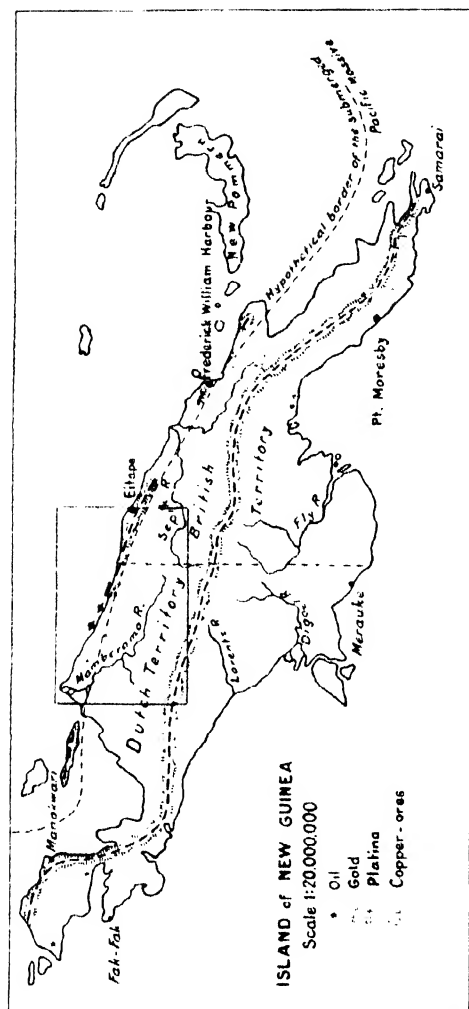 Manokwari
Fak-Fak
Mamberamo R.
Eitape
Sepik R.
Dutch Territory
British
Territory
Lorentz R
Digoel R
Fly R
Merauke
Pt. Moresby
Samarai
Frederick William Harbour
New Pommer
Hypothetical border of the submerged
Pacific
ISLAND of NEW GUINEA
Scale 1:20.000.000
Oil
Gold
Platina
Copper-ores